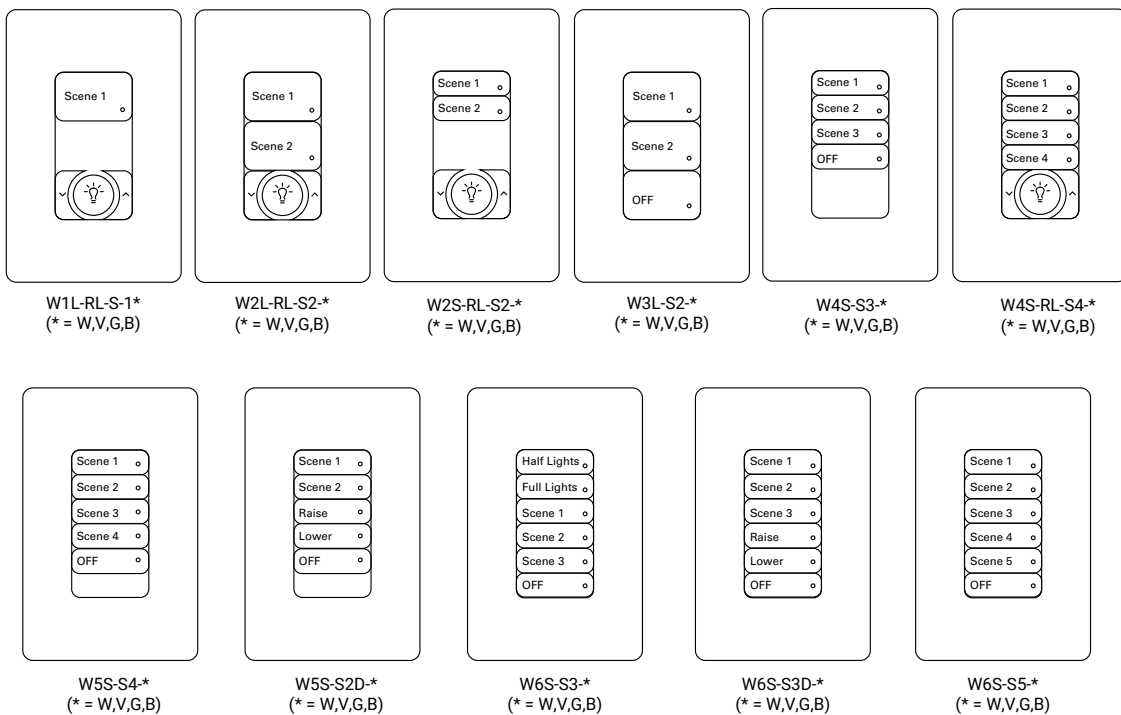 Scene 1
Scene 1
Scene 2
Scene 1
Scene 2
Scene 1
Scene 2
OFF
Scene 1
Scene 2
Scene 3
OFF
Scene 1
Scene 2
Scene 3
Scene 4
W1L-RL-S-1*
(* = W,V,G,B)
W2L-RL-S2-*
(* = W,V,G,B)
W2S-RL-S2-*
(* = W,V,G,B)
W3L-S2-*
(* = W,V,G,B)
W4S-S3-*
(* = W,V,G,B)
W4S-RL-S4-*
(* = W,V,G,B)
Scene 1
Scene 2
Scene 3
Scene 4
OFF
Scene 1
Scene 2
Raise
Lower
OFF
Half Lights
Full Lights
Scene 1
Scene 2
Scene 3
OFF
Scene 1
Scene 2
Scene 3
Raise
Lower
OFF
Scene 1
Scene 2
Scene 3
Scene 4
Scene 5
OFF
W5S-S4-*
(* = W,V,G,B)
W5S-S2D-*
(* = W,V,G,B)
W6S-S3-*
(* = W,V,G,B)
W6S-S3D-*
(* = W,V,G,B)
W6S-S5-*
(* = W,V,G,B)